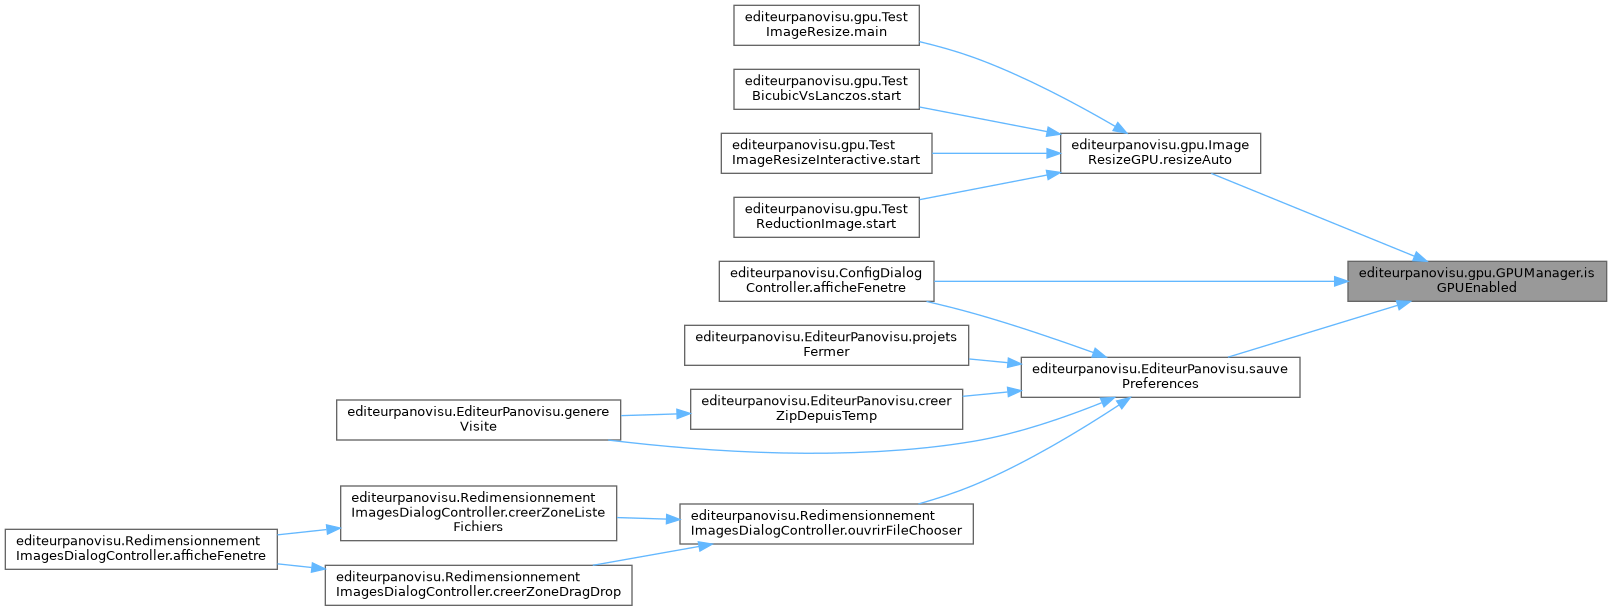 editeurpanovisu.gpu.Test
ImageResize.main
editeurpanovisu.gpu.Test
BicubicVsLanczos.start
editeurpanovisu.gpu.Test
ImageResizeInteractive.start
editeurpanovisu.gpu.Image
ResizeGPU.resizeAuto
editeurpanovisu.gpu.Test
ReductionImage.start
editeurpanovisu.ConfigDialog
Controller.afficheFenetre
editeurpanovisu.gpu.GPUManager.is
GPUEnabled
editeurpanovisu.EditeurPanovisu.projets
Fermer
editeurpanovisu.EditeurPanovisu.sauve
Preferences
editeurpanovisu.EditeurPanovisu.creer
ZipDepuisTemp
editeurpanovisu.EditeurPanovisu.genere
Visite
editeurpanovisu.Redimensionnement
ImagesDialogController.creerZoneListe
Fichiers
editeurpanovisu.Redimensionnement
ImagesDialogController.ouvrirFileChooser
editeurpanovisu.Redimensionnement
ImagesDialogController.afficheFenetre
editeurpanovisu.Redimensionnement
ImagesDialogController.creerZoneDragDrop